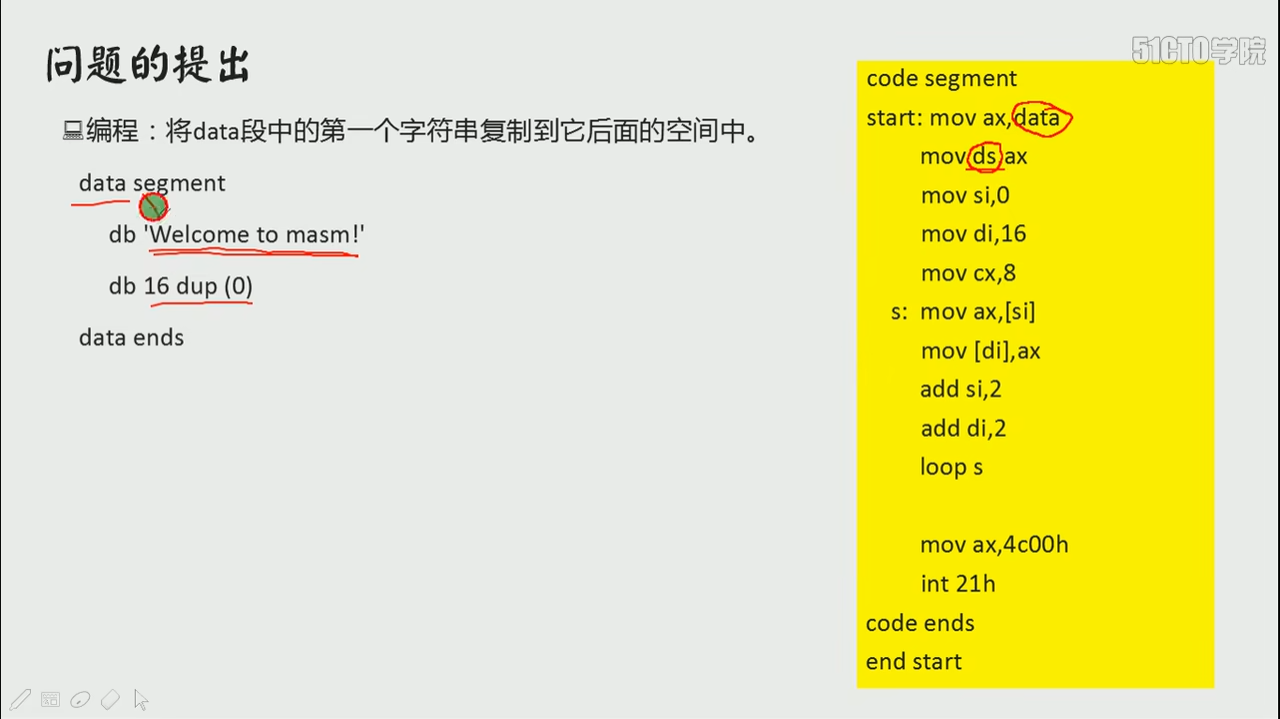 问题的提出
51CTO学院
编程：将data段中的第一个字符串复制到它后面的空间中。
data segment
db 'Welcome to masm!'
db 16 dup (0)
data ends
code segment
start: mov ax,data
mov ds ax
mov si,0
mov di,16
mov cx,8
s: mov ax,[si]
mov [di],ax
add si,2
add di,2
loop s
mov ax,4c00h
int 21h
code ends
end start